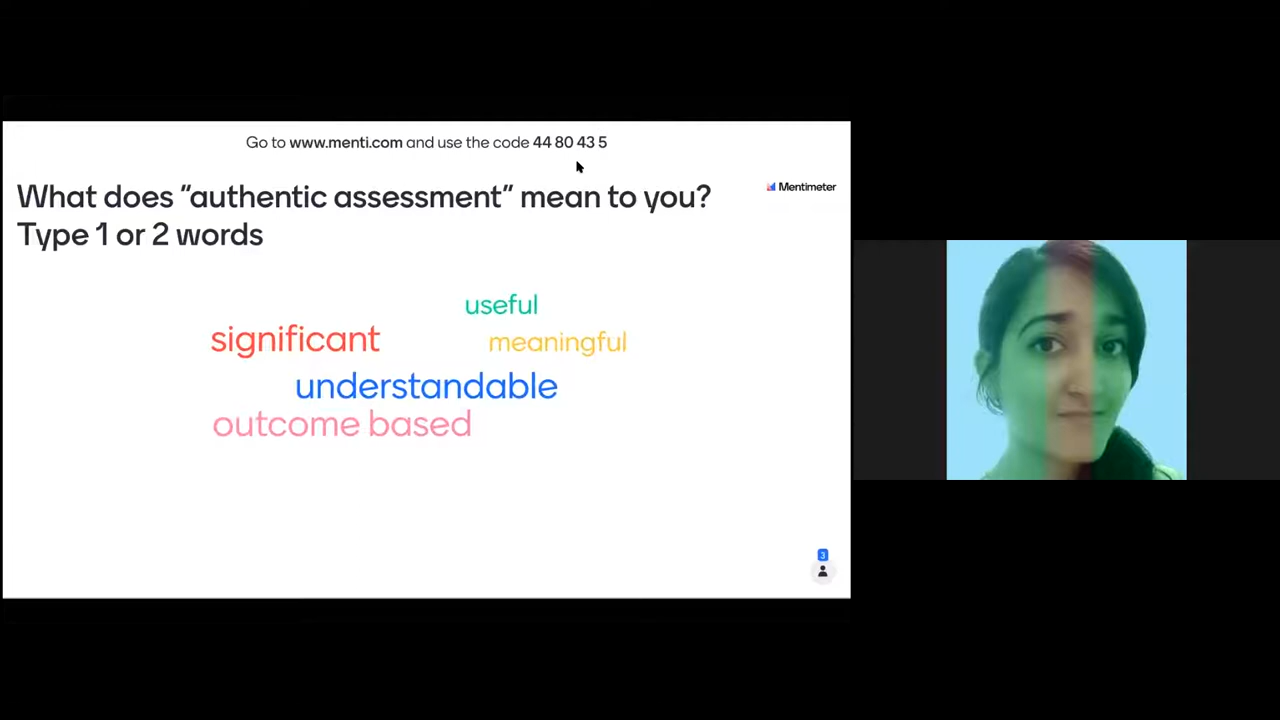 Go to www.menti.com and use the code 44 80 43 5
Mentimeter
What does “authentic assessment” mean to you?
Type 1 or 2 words
useful
significant
meaningful
understandable
outcome based
3